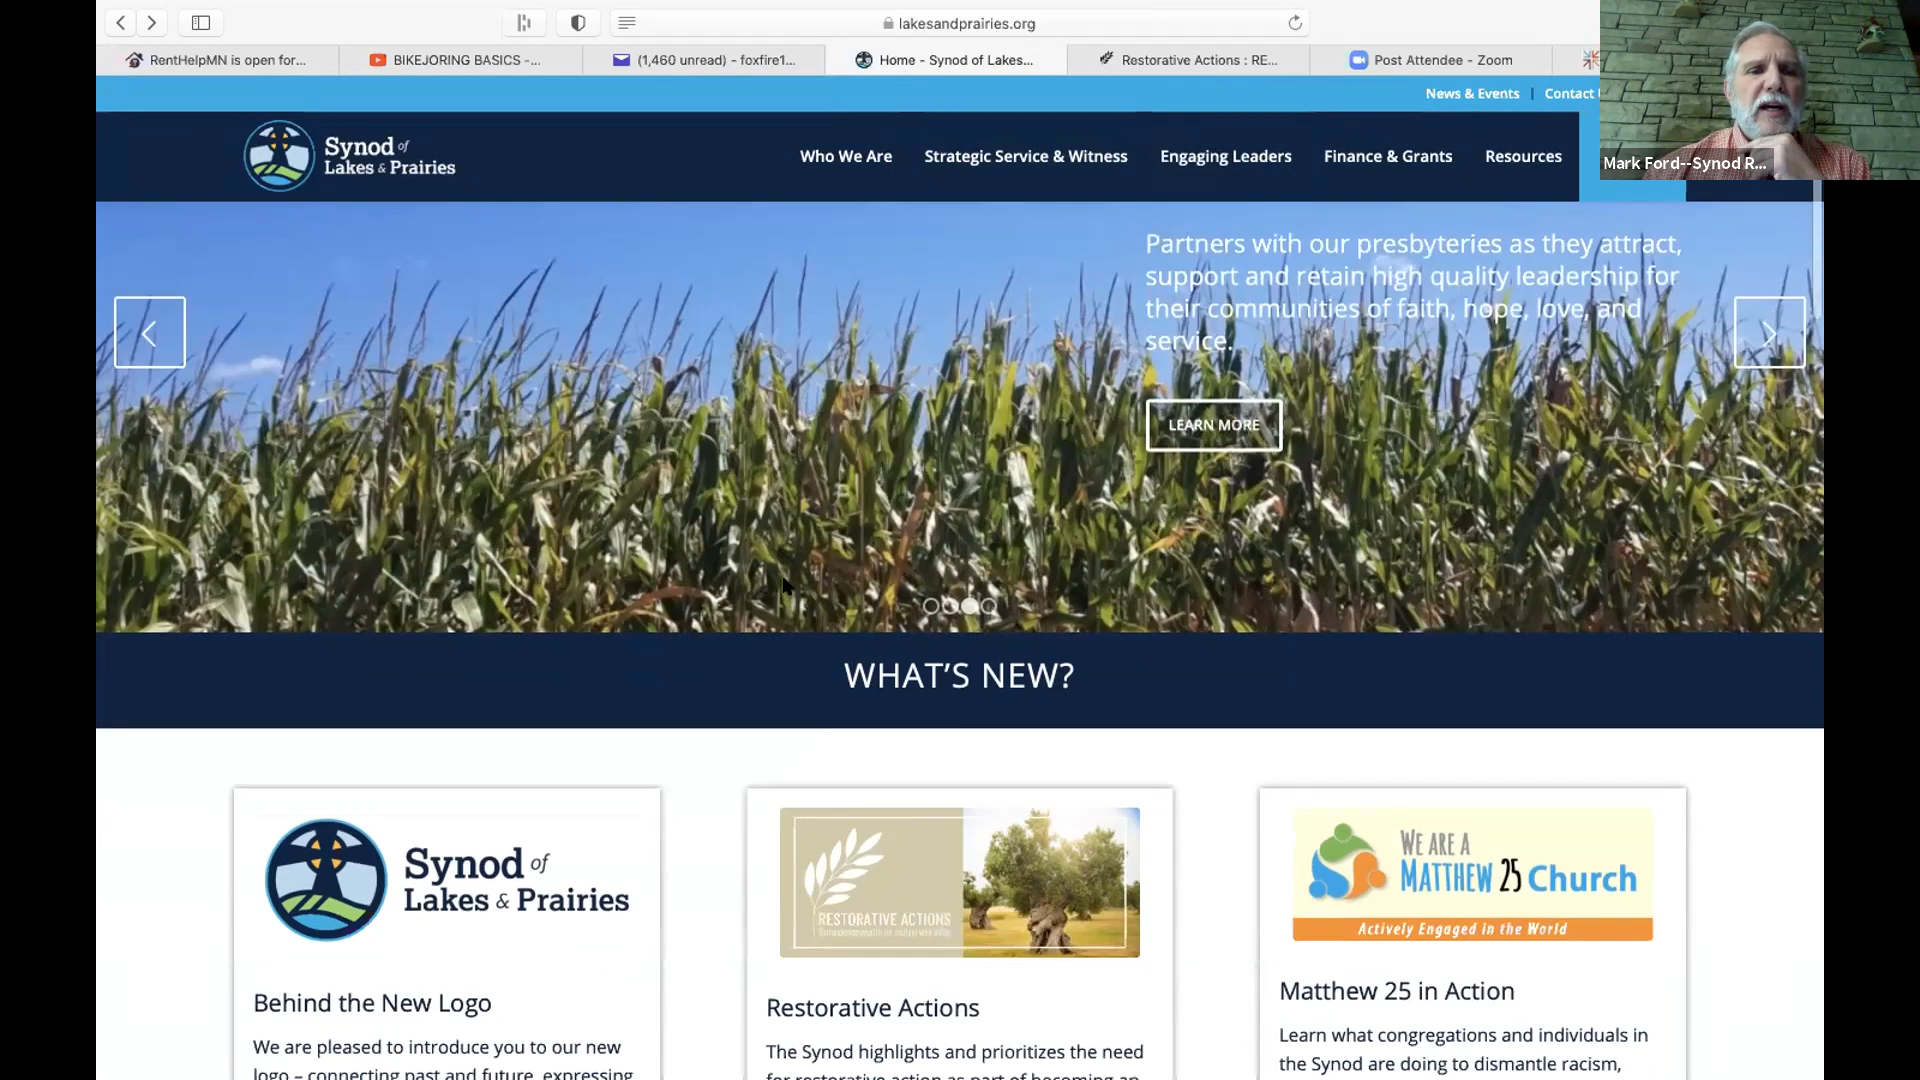 lakesandprairies.org
RentHelpMN is open for...
BIKEJORING BASICS -...
(1,460 unread) - foxfire1...
Home - Synod of Lakes...
Restorative Actions : RE...
Post Attendee - Zoom
News & Events
Contact
Synod of
Lakes & Prairies
Who We Are
Strategic Service & Witness
Engaging Leaders
Finance & Grants
Resources
Mark Ford--Synod R...
Partners with our presbyteries as they attract,
support and retain high quality leadership for
their communities of faith, hope, love, and
service.
LEARN MORE
WHAT’S NEW?
Synod of
Lakes & Prairies
Behind the New Logo
We are pleased to introduce you to our new
logo – connecting past and future, expressing
RESTORATIVE ACTIONS
Restorative Actions
The Synod highlights and prioritizes the need
for restorative action as part of becoming an
WE ARE A
MATTHEW 25 Church
Actively Engaged in the World
Matthew 25 in Action
Learn what congregations and individuals in
the Synod are doing to dismantle racism,